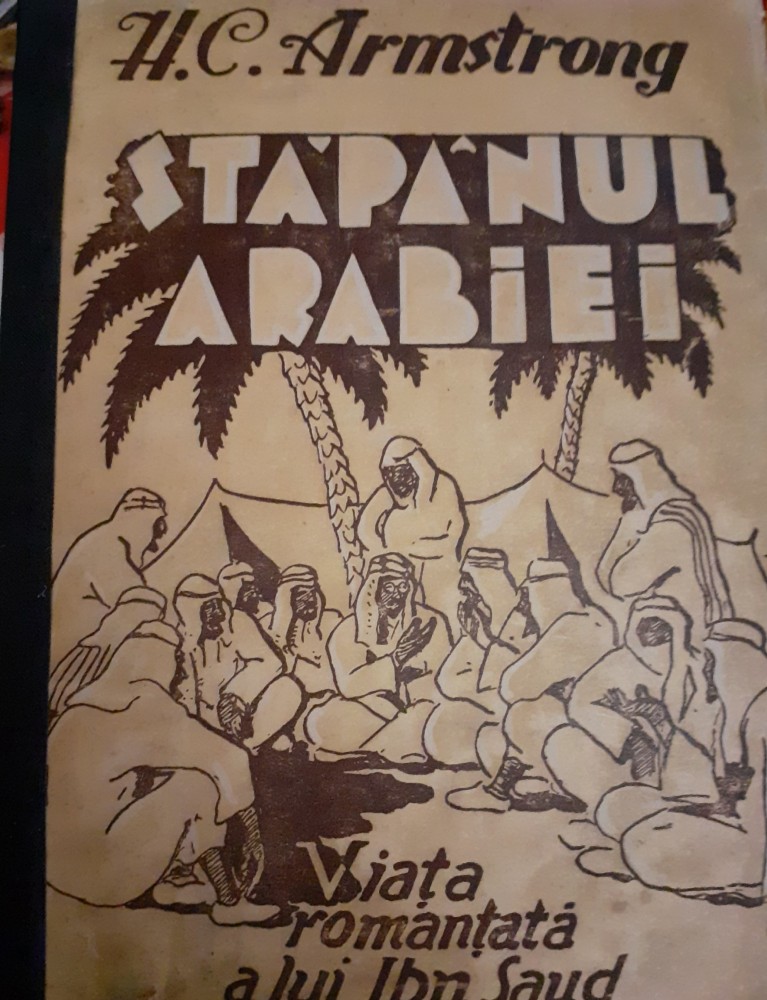 H.C. Armstrong
STĂPÂNUL
ARABIEI
Viața
romanțată
a lui Ibn Saud